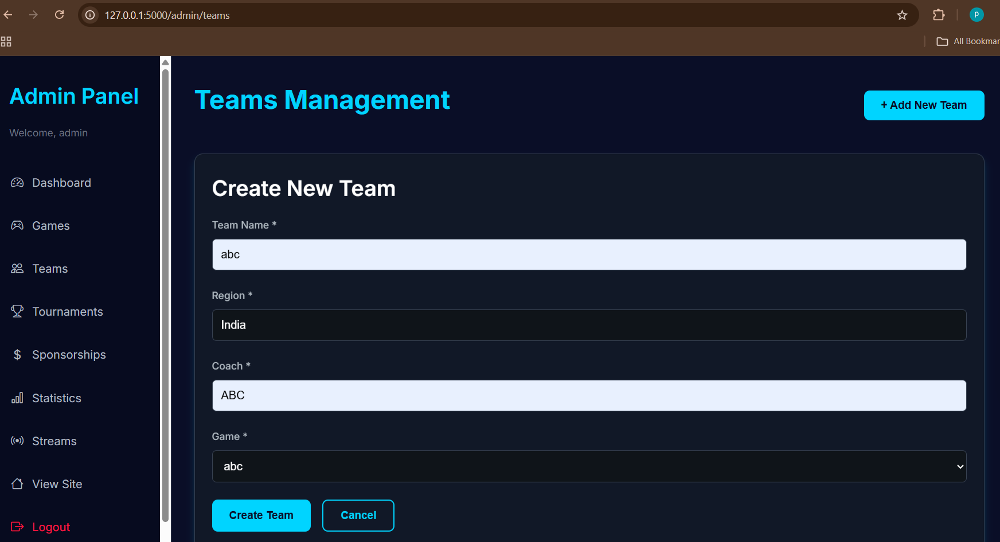 127.0.0.1:5000/admin/teams
p
All Bookmar
Admin Panel
Welcome, admin
Dashboard
Games
Teams
Tournaments
$ Sponsorships
Statistics
Streams
View Site
Logout
Teams Management
+ Add New Team
Create New Team
Team Name *
abc
Region *
India
Coach *
ABC
Game *
abc
Create Team
Cancel